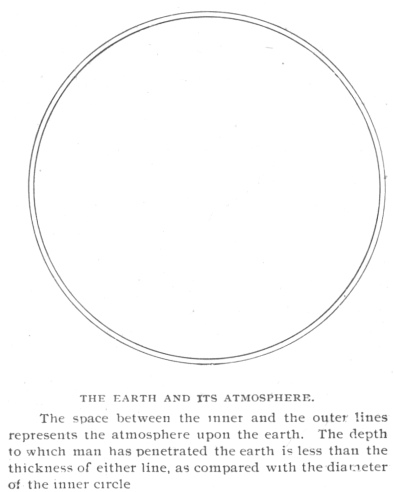 THE EARTH AND ITS ATMOSPHERE.
The space between the inner and the outer lines
represents the atmosphere upon the earth. The depth
to which man has penetrated the earth is less than the
thickness of either line, as compared with the diameter
of the inner circle